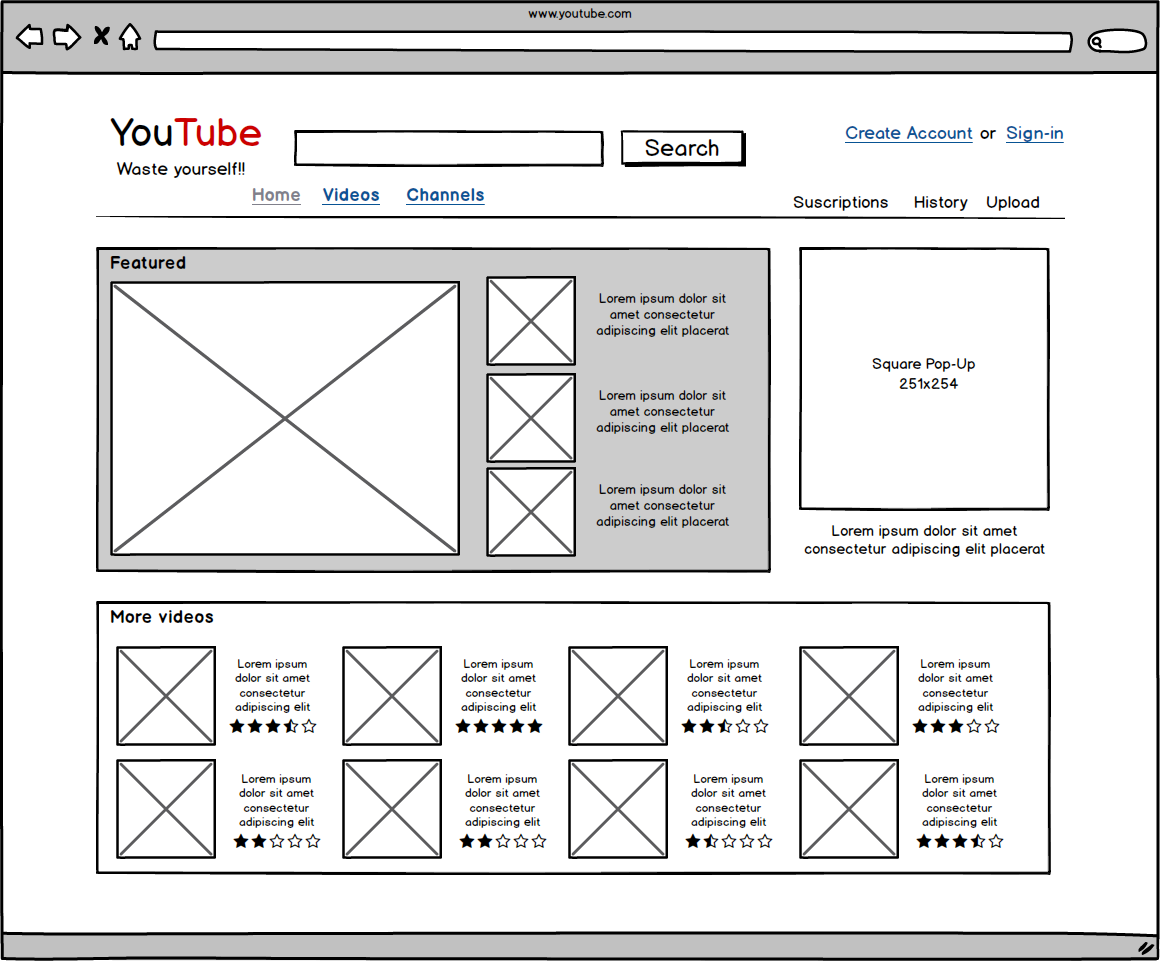 www.youtube.com
YouTube
Waste yourself!!
Search
Create Account or Sign-in
Home Videos Channels
Suscriptions History Upload
Featured
Lorem ipsum dolor sit
amet consectetur
adipiscing elit placerat
Lorem ipsum dolor sit
amet consectetur
adipiscing elit placerat
Lorem ipsum dolor sit
amet consectetur
adipiscing elit placerat
Square Pop-Up
251x254
Lorem ipsum dolor sit amet
consectetur adipiscing elit placerat
More videos
Lorem ipsum
dolor sit amet
consectetur
adipiscing elit
Lorem ipsum
dolor sit amet
consectetur
adipiscing elit
Lorem ipsum
dolor sit amet
consectetur
adipiscing elit
Lorem ipsum
dolor sit amet
consectetur
adipiscing elit
Lorem ipsum
dolor sit amet
consectetur
adipiscing elit
Lorem ipsum
dolor sit amet
consectetur
adipiscing elit
Lorem ipsum
dolor sit amet
consectetur
adipiscing elit
Lorem ipsum
dolor sit amet
consectetur
adipiscing elit